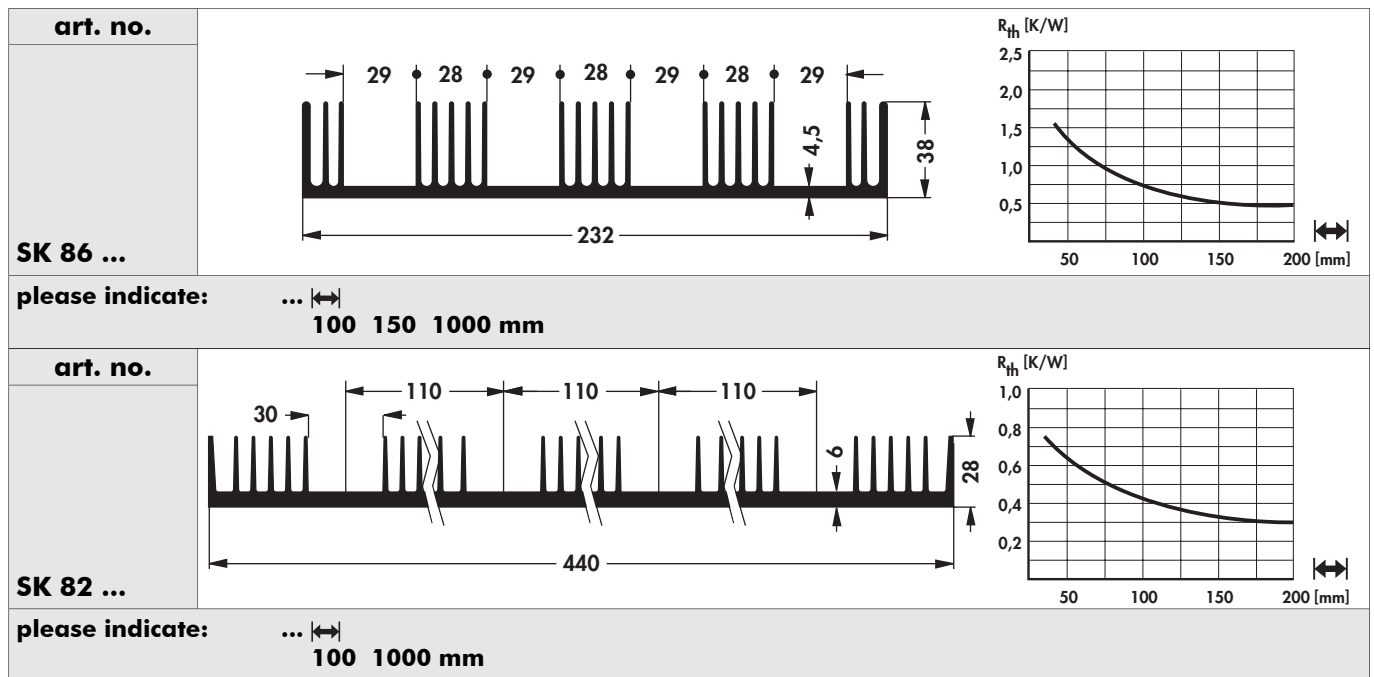 art. no.
29 28 29 28 29 28 29
4,5
38
232
SK 86 ...
R_th [K/W]
2,5
2,0
1,5
1,0
0,5
50 100 150 200 [mm]
please indicate: ...
100 150 1000 mm
art. no.
110 110 110
30
6
28
440
SK 82 ...
R_th [K/W]
1,0
0,8
0,6
0,4
0,2
50 100 150 200 [mm]
please indicate: ...
100 1000 mm